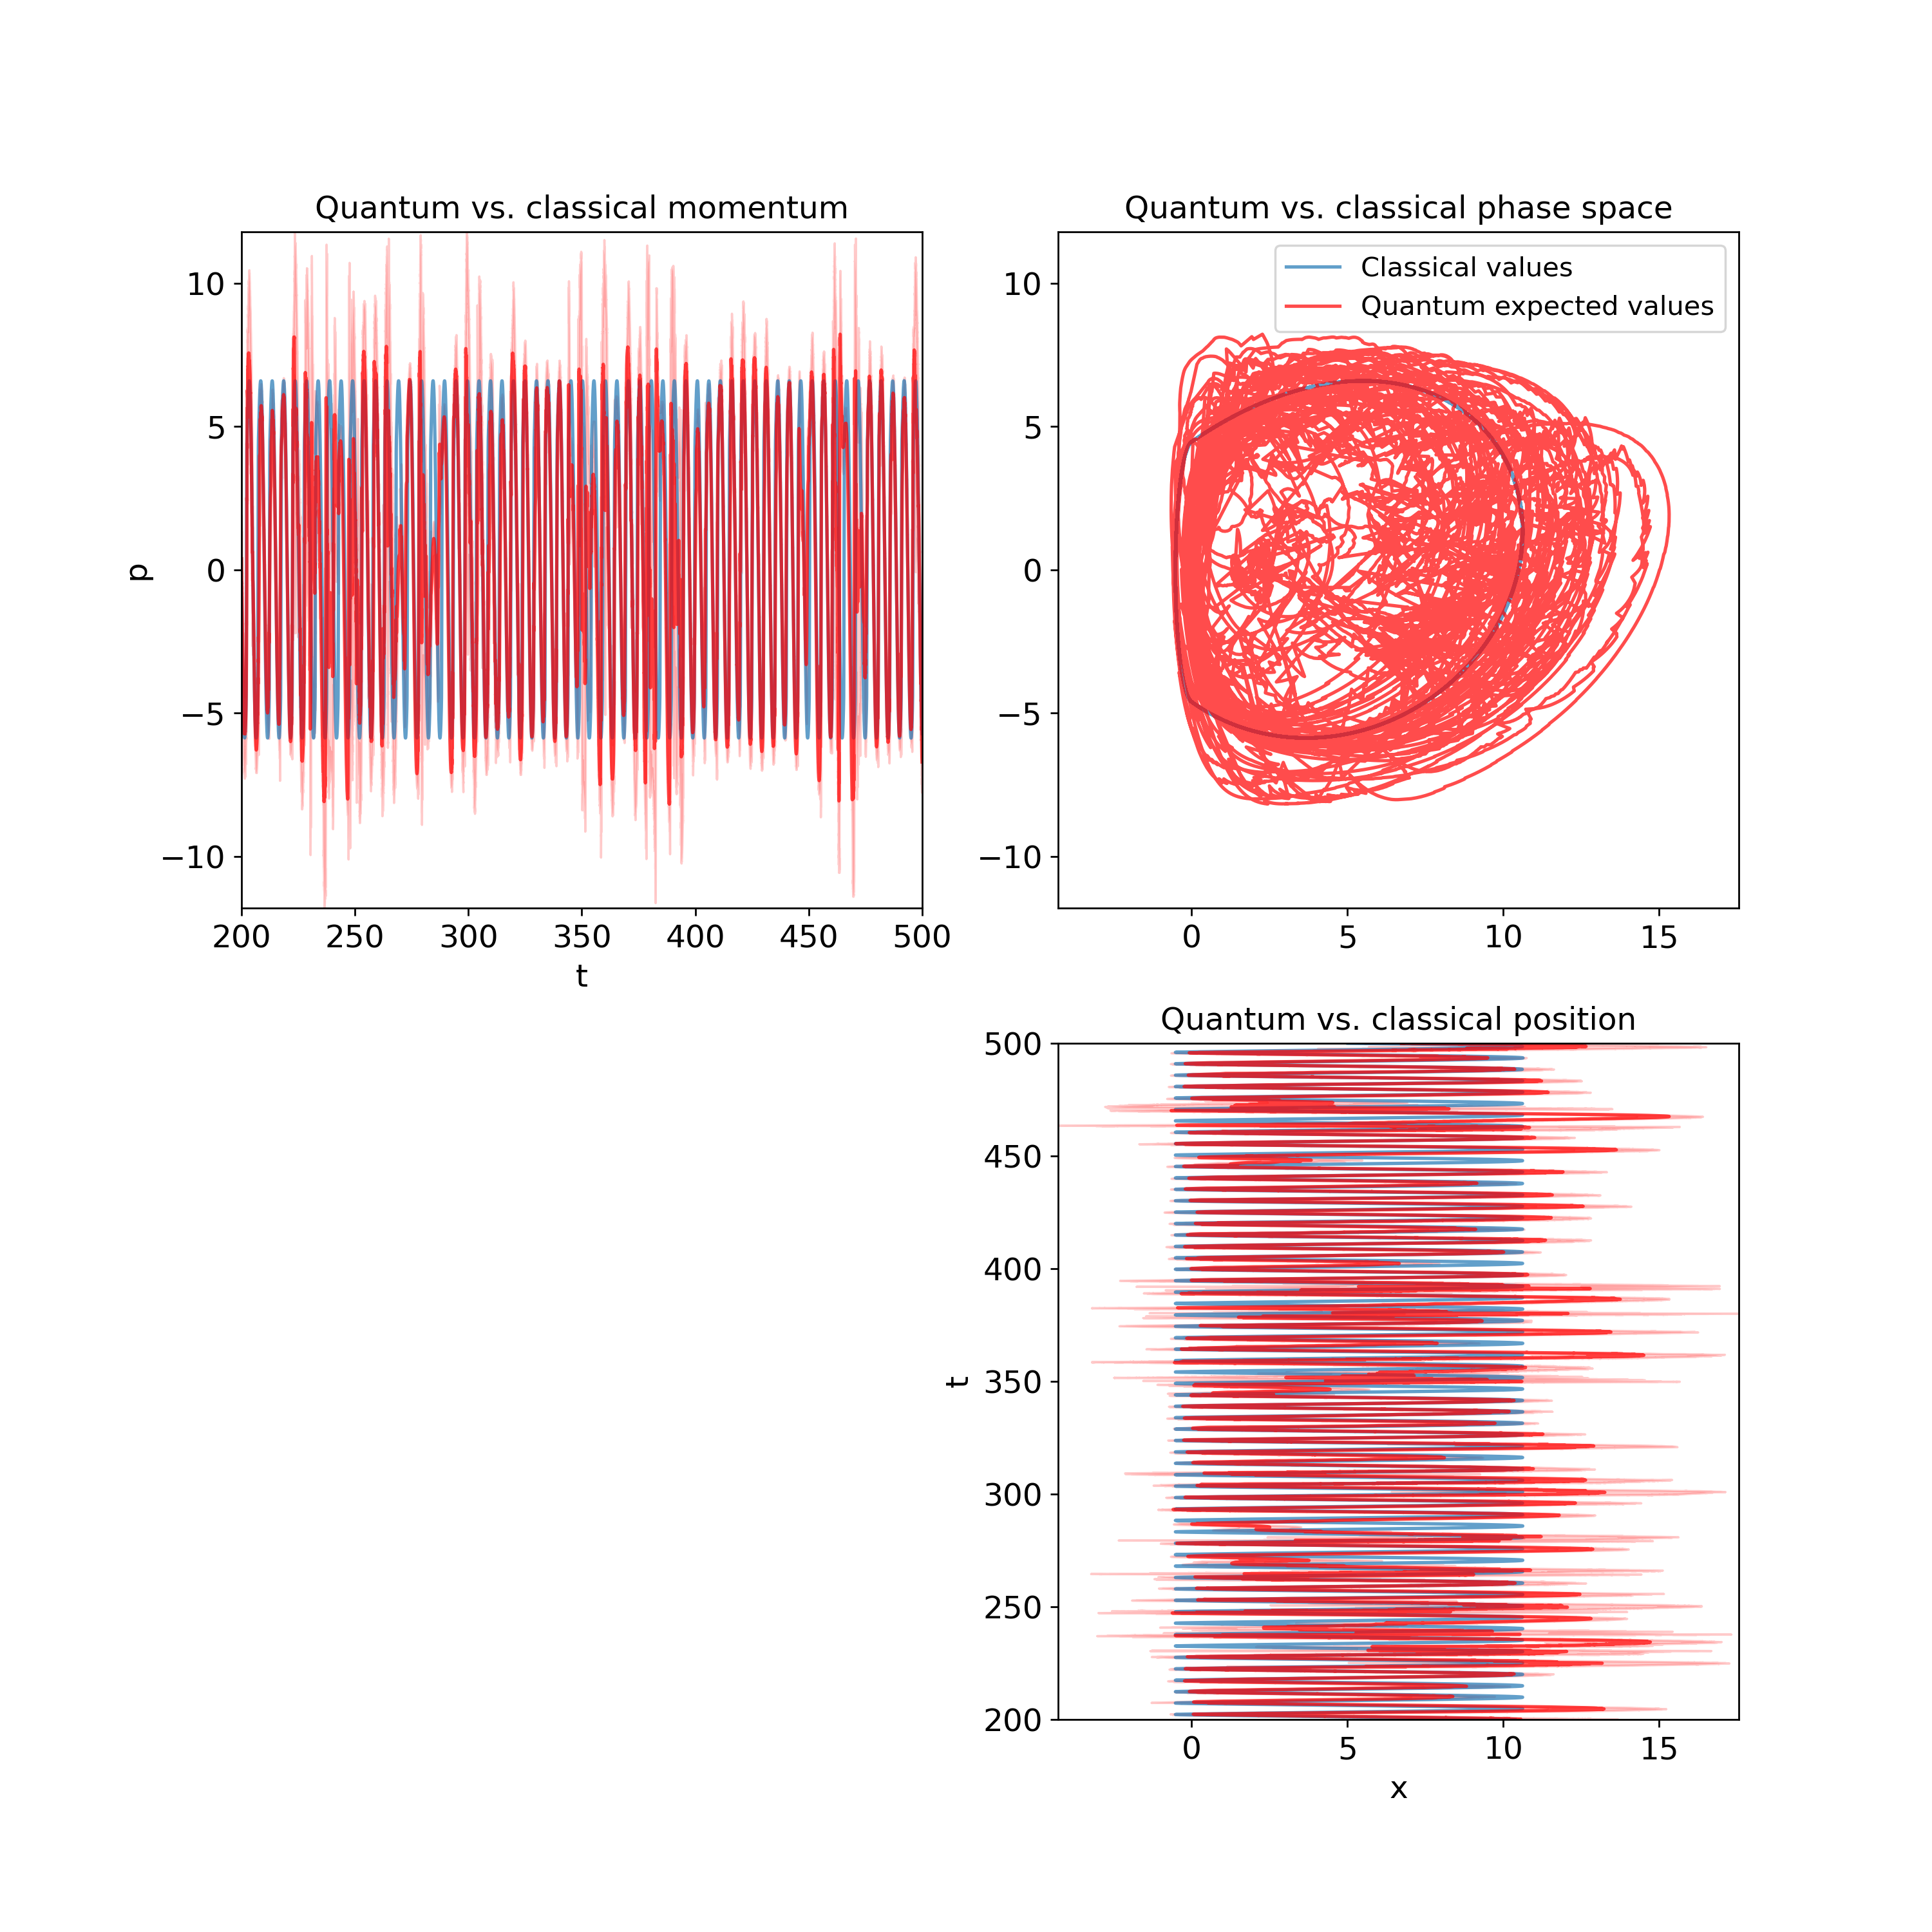 Quantum vs. classical momentum
10
5
0
−5
−10
p
200 250 300 350 400 450 500
t
Quantum vs. classical phase space
Classical values
Quantum expected values
10
5
0
−5
−10
0 5 10 15
Quantum vs. classical position
500
450
400
350
300
250
200
t
0 5 10 15
x